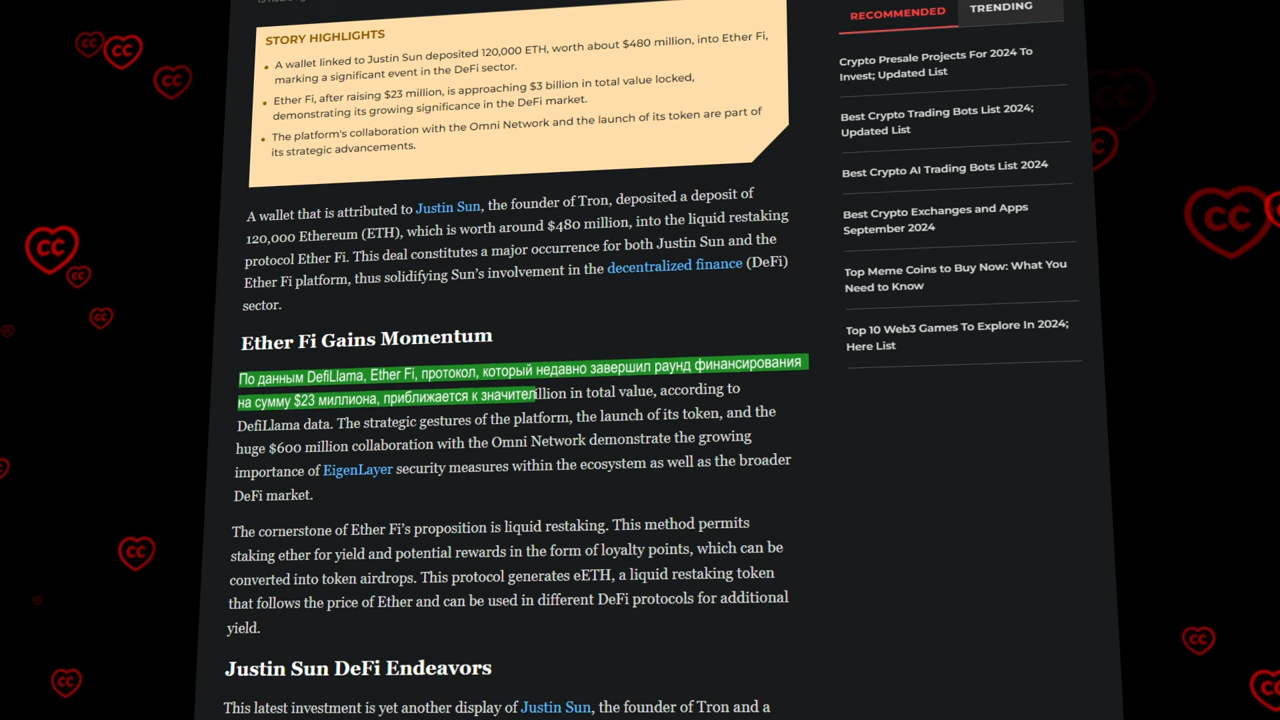 STORY HIGHLIGHTS
A wallet linked to Justin Sun deposited 120,000 ETH, worth about $480 million, into Ether Fi,
marking a significant event in the DeFi sector.
Ether Fi, after raising $23 million, is approaching $3 billion in total value locked,
demonstrating its growing significance in the DeFi market.
The platform's collaboration with the Omni Network and the launch of its token are part of
its strategic advancements.
A wallet that is attributed to Justin Sun, the founder of Tron, deposited a deposit of
120,000 Ethereum (ETH), which is worth around $480 million, into the liquid restaking
protocol Ether Fi. This deal constitutes a major occurrence for both Justin Sun and the
Ether Fi platform, thus solidifying Sun's involvement in the decentralized finance (DeFi)
sector.
Ether Fi Gains Momentum
По данным DefiLlama, Ether Fi, протокол, который недавно завершил раунд финансирования
на сумму $23 миллиона, приближается к значителillion in total value, according to
DefiLlama data. The strategic gestures of the platform, the launch of its token, and the
huge $600 million collaboration with the Omni Network demonstrate the growing
importance of EigenLayer security measures within the ecosystem as well as the broader
DeFi market.
The cornerstone of Ether Fi's proposition is liquid restaking. This method permits
staking ether for yield and potential rewards in the form of loyalty points, which can be
converted into token airdrops. This protocol generates eETH, a liquid restaking token
that follows the price of Ether and can be used in different DeFi protocols for additional
yield.
Justin Sun DeFi Endeavors
This latest investment is yet another display of Justin Sun, the founder of Tron and a
RECOMMENDED
TRENDING
Crypto Presale Projects For 2024 To
Invest; Updated List
Best Crypto Trading Bots List 2024;
Updated List
Best Crypto AI Trading Bots List 2024
Best Crypto Exchanges and Apps
September 2024
Top Meme Coins to Buy Now: What You
Need to Know
Top 10 Web3 Games To Explore In 2024;
Here List
CC
CC
CC
CC
CC
CC
CC
CC
CC
CC
CC